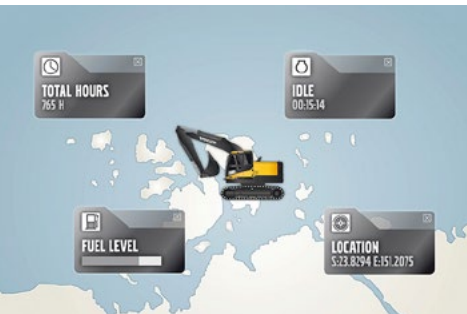 TOTAL HOURS
765 H
IDLE
00:15:14
FUEL LEVEL
LOCATION
S:23.8294 E:151.2075